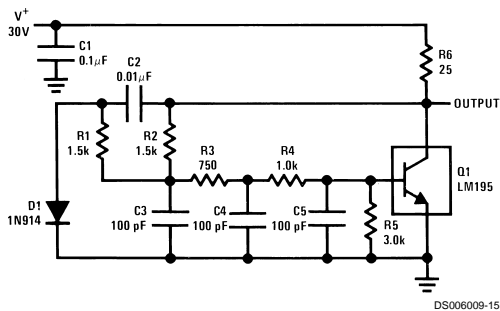 V+
30V
C1
0.1µF
C2
0.01µF
R6
25
OUTPUT
R1
1.5k
R2
1.5k
R3
750
R4
1.0k
Q1
LM195
D1
1N914
C3
100 pF
C4
100 pF
C5
100 pF
R5
3.0k
DS006009-15